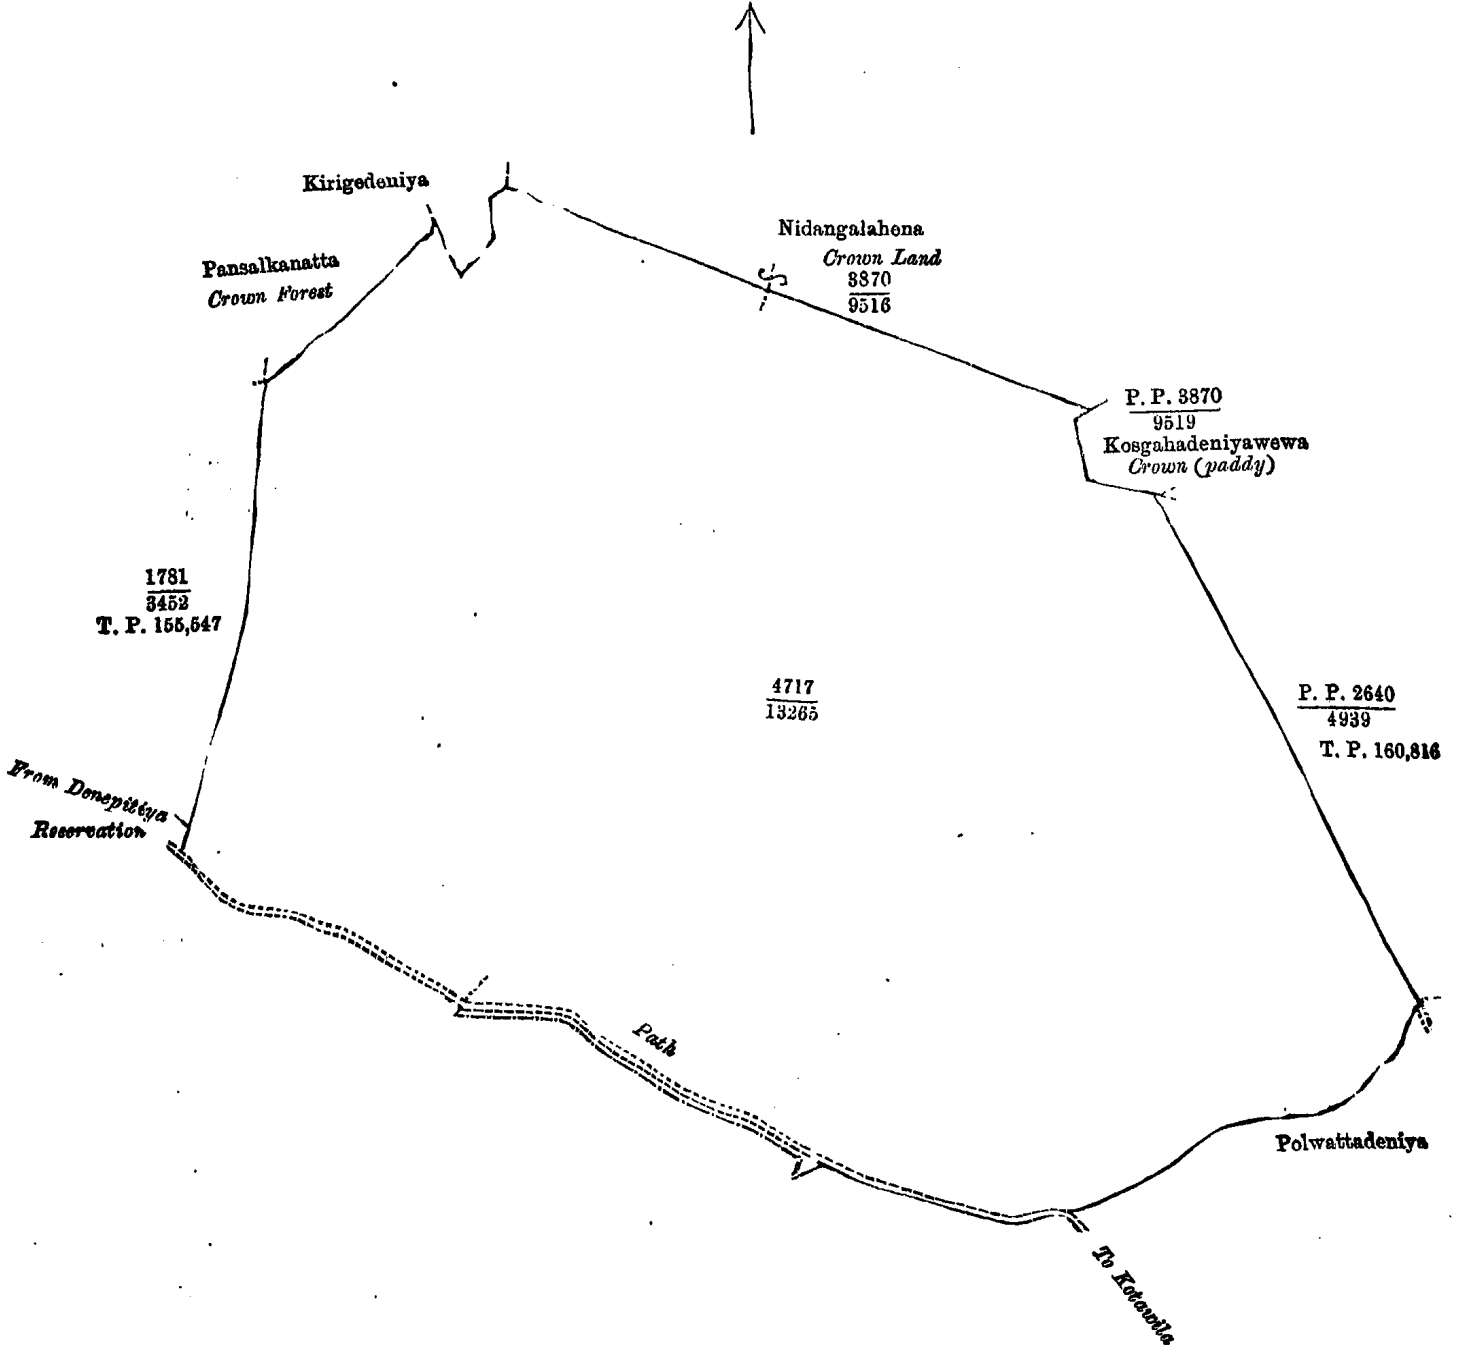 Kirigedeniya
Pansalkanatta
Crown Forest
Nidangalahena
Crown Land
3870
9516
P. P. 3870
9519
Kosgahadeniyawewa
Crown (paddy)
1781
3452
T. P. 155,547
4717
13265
P. P. 2640
4939
T. P. 160,816
From Denepitiya
Reservation
Path
Polwattadeniya
To Kotawila